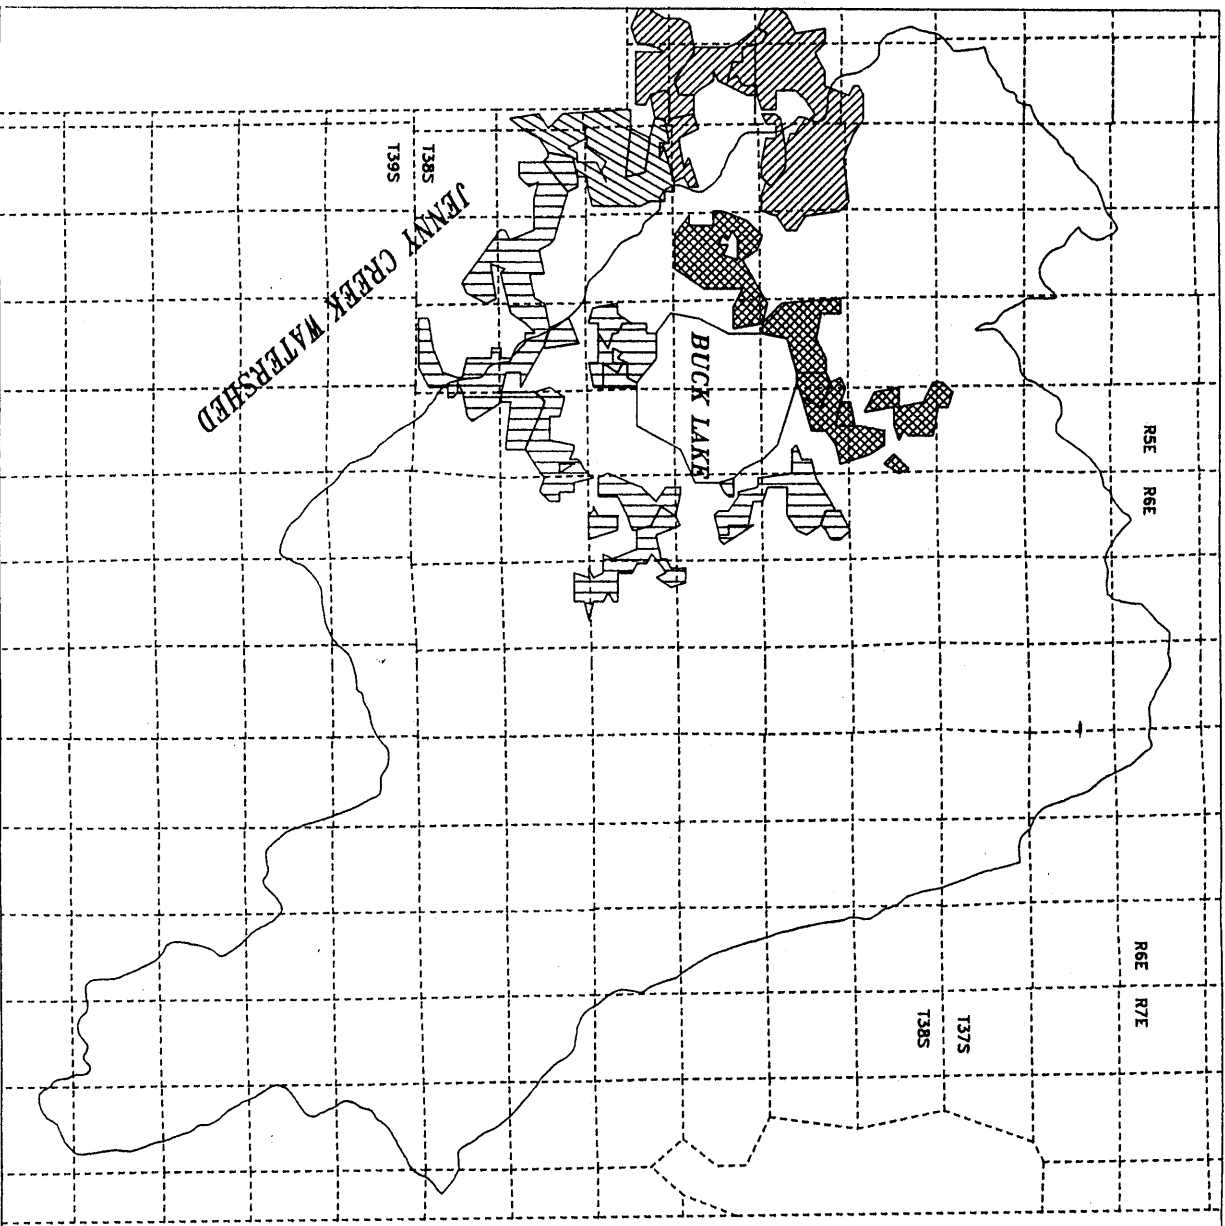 R5E R6E
R6E R7E
T37S
T38S
BUCK LAKE
T38S
T39S
JENNY CREEK WATERSHED